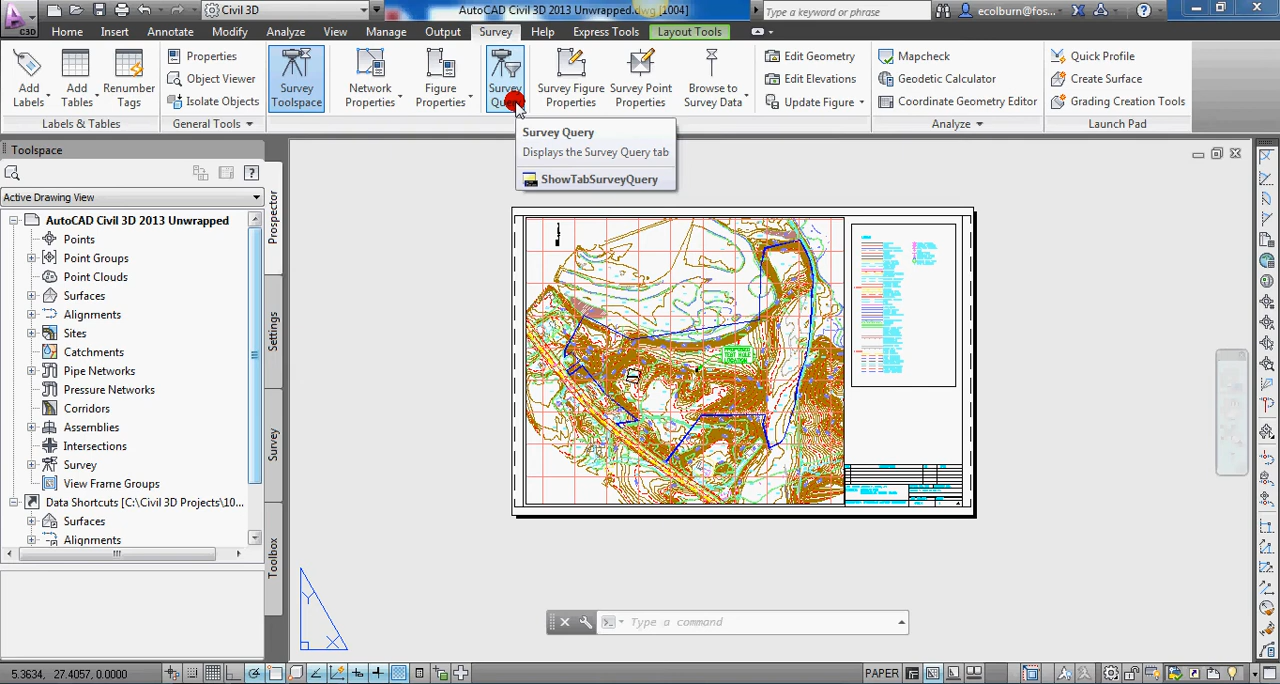 Civil 3D
AutoCAD Civil 3D 2013 Unwrapped.dwg [1004]
Type a keyword or phrase
ecolburn@fos...
C3D
Home Insert Annotate Modify Analyze View Manage Output Survey Help Express Tools Layout Tools
Add Labels
Add Tables
Renumber Tags
Properties
Object Viewer
Isolate Objects
Survey Toolspace
Network Properties
Figure Properties
Survey Query
Survey Figure Properties
Survey Point Properties
Browse to Survey Data
Edit Geometry
Edit Elevations
Update Figure
Mapcheck
Geodetic Calculator
Coordinate Geometry Editor
Quick Profile
Create Surface
Grading Creation Tools
Labels & Tables
General Tools
Analyze
Launch Pad
Survey Query
Displays the Survey Query tab
ShowTabSurveyQuery
Toolspace
Active Drawing View
AutoCAD Civil 3D 2013 Unwrapped
Points
Point Groups
Point Clouds
Surfaces
Alignments
Sites
Catchments
Pipe Networks
Pressure Networks
Corridors
Assemblies
Intersections
Survey
View Frame Groups
Data Shortcuts [C:\Civil 3D Projects\10...
Surfaces
Alignments
Prospector
Settings
Survey
Toolbox
PROPOSED
TEST HOLE
LOCATION
Y
X
Type a command
5.3634, 27.4057, 0.0000
PAPER